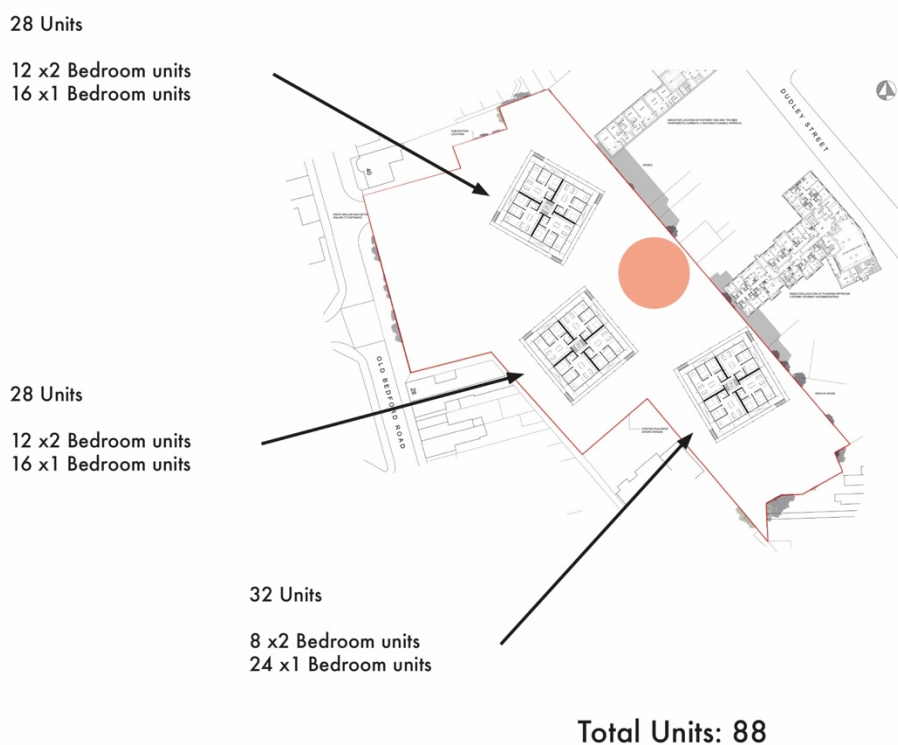 28 Units
12 x2 Bedroom units
16 x1 Bedroom units
DUDLEY STREET
40
28 Units
12 x2 Bedroom units
16 x1 Bedroom units
OLD BEDFORD ROAD
26
32 Units
8 x2 Bedroom units
24 x1 Bedroom units
Total Units: 88